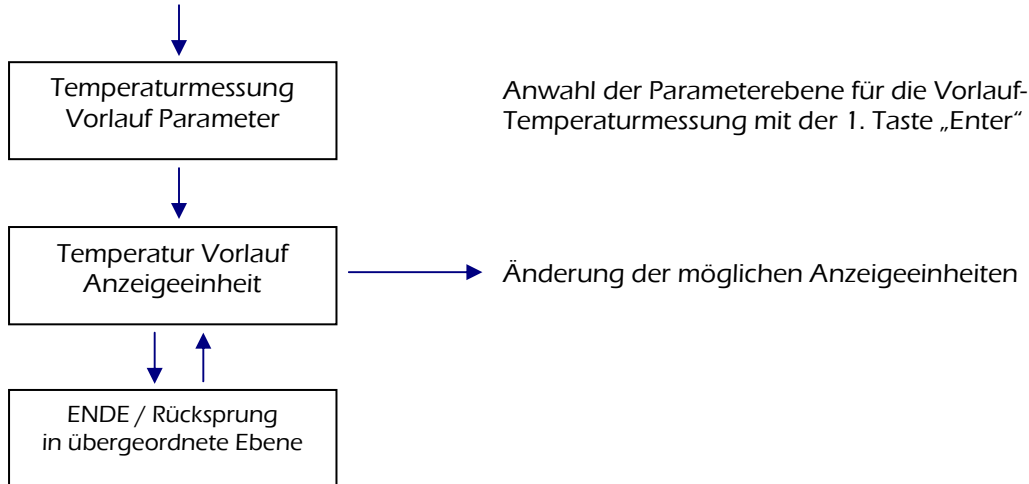 Temperaturmessung
Vorlauf Parameter
Anwahl der Parameterebene für die Vorlauf-
Temperaturmessung mit der 1. Taste „Enter“
Temperatur Vorlauf
Anzeigeeinheit
Änderung der möglichen Anzeigeeinheiten
ENDE / Rücksprung
in übergeordnete Ebene